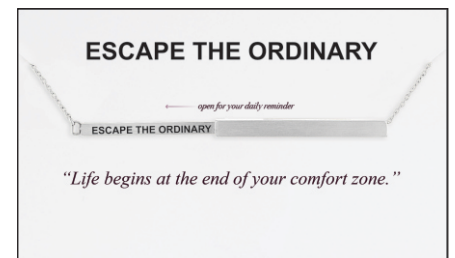 ESCAPE THE ORDINARY
open for your daily reminder
ESCAPE THE ORDINARY
“Life begins at the end of your comfort zone.”